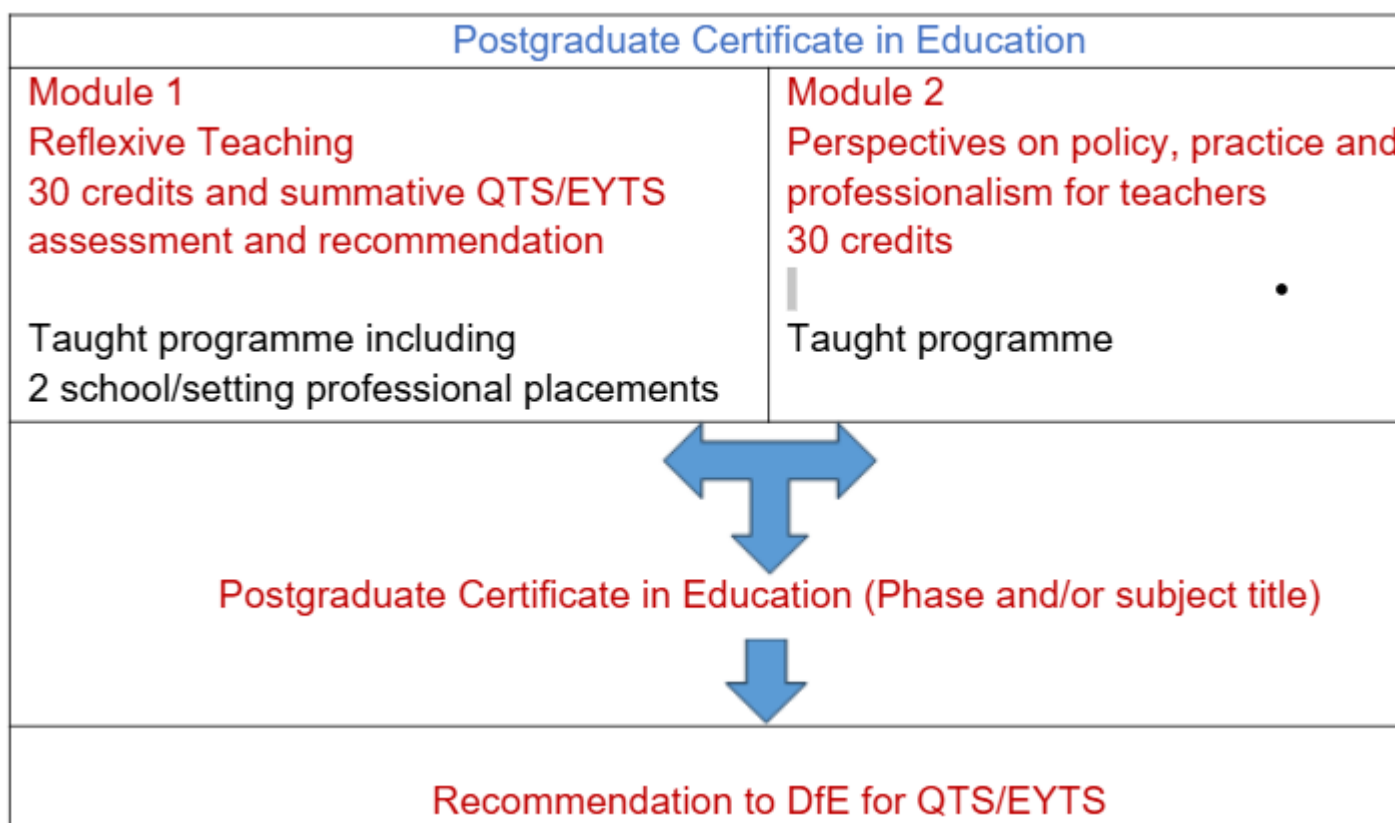 Postgraduate Certificate in Education
Module 1
Reflexive Teaching
30 credits and summative QTS/EYTS
assessment and recommendation
Taught programme including
2 school/setting professional placements
Module 2
Perspectives on policy, practice and
professionalism for teachers
30 credits
•
Taught programme
Postgraduate Certificate in Education (Phase and/or subject title)
Recommendation to DfE for QTS/EYTS